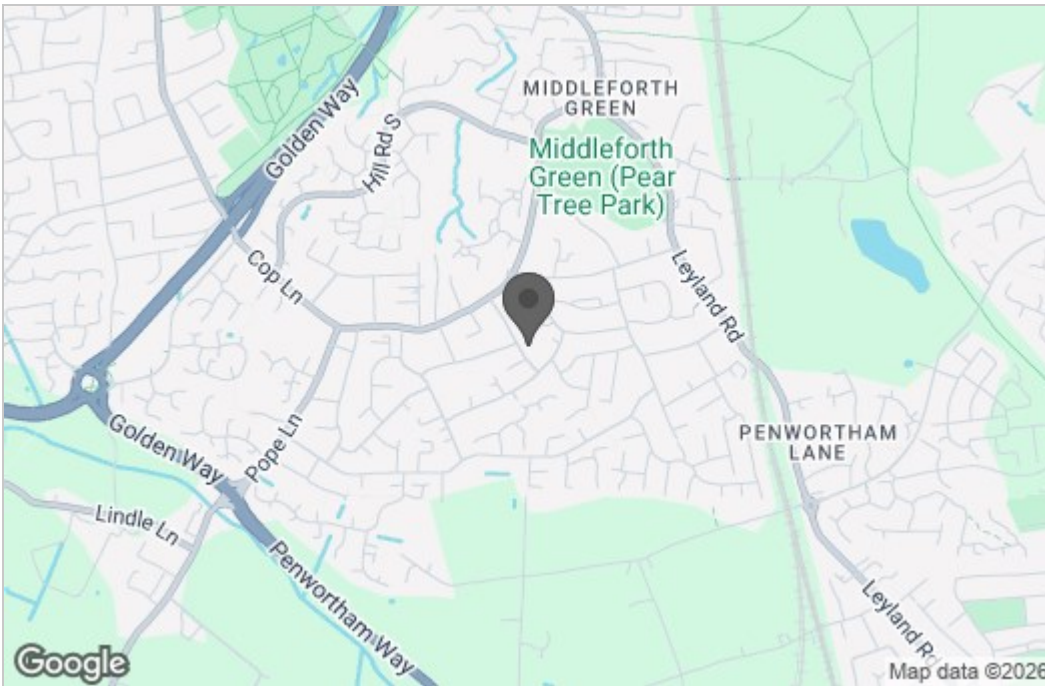 Golden Way
Hill Rd S
MIDDLEFORTH
GREEN
Middleforth
Green (Pear
Tree Park)
Cop Ln
Leyland Rd
PENWORTHAM
LANE
Golden Way
Pope Ln
Lindle Ln
Penwortham Way
Leyland Rd
Google
Map data ©2026